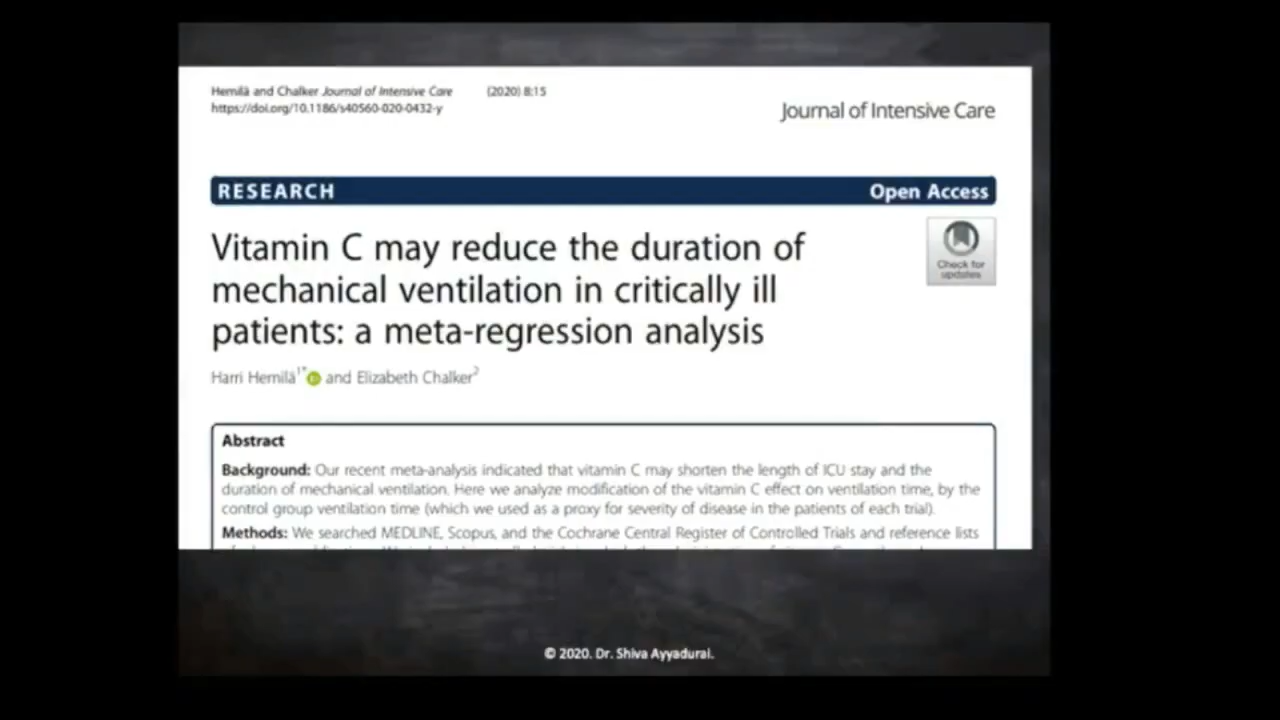 Hemilä and Chalker Journal of Intensive Care (2020) 8:15
https://doi.org/10.1186/s40560-020-0432-y
Journal of Intensive Care
RESEARCH Open Access
Check for
updates
Vitamin C may reduce the duration of
mechanical ventilation in critically ill
patients: a meta-regression analysis
Harri Hemilä1* and Elizabeth Chalker2
Abstract
Background: Our recent meta-analysis indicated that vitamin C may shorten the length of ICU stay and the
duration of mechanical ventilation. Here we analyze modification of the vitamin C effect on ventilation time, by the
control group ventilation time (which we used as a proxy for severity of disease in the patients of each trial).
Methods: We searched MEDLINE, Scopus, and the Cochrane Central Register of Controlled Trials and reference lists
© 2020. Dr. Shiva Ayyadurai.